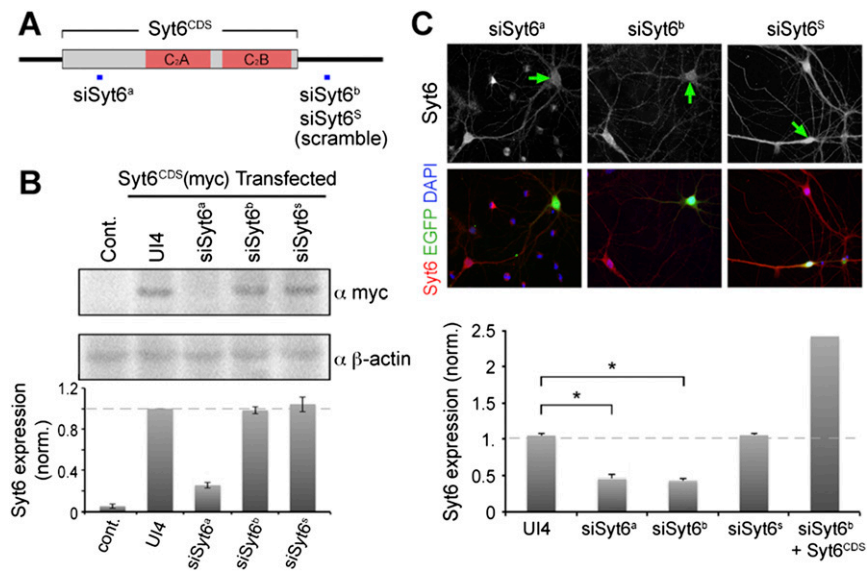 A
Syt6CDS
C2A
C2B
siSyt6a
siSyt6b
siSyt6S
(scramble)
B
Syt6CDS(myc) Transfected
Cont.
UI4
siSyt6a
siSyt6b
siSyt6s
α myc
α β-actin
Syt6 expression
(norm.)
1.2
0.8
0.4
0
cont.
UI4
siSyt6a
siSyt6b
siSyt6s
C
siSyt6a
siSyt6b
siSyt6S
Syt6
Syt6 EGFP DAPI
Syt6 expression (norm.)
2.5
2
1.5
1.
0.5
0
*
*
UI4
siSyt6a
siSyt6b
siSyt6s
siSyt6b
+ Syt6CDS